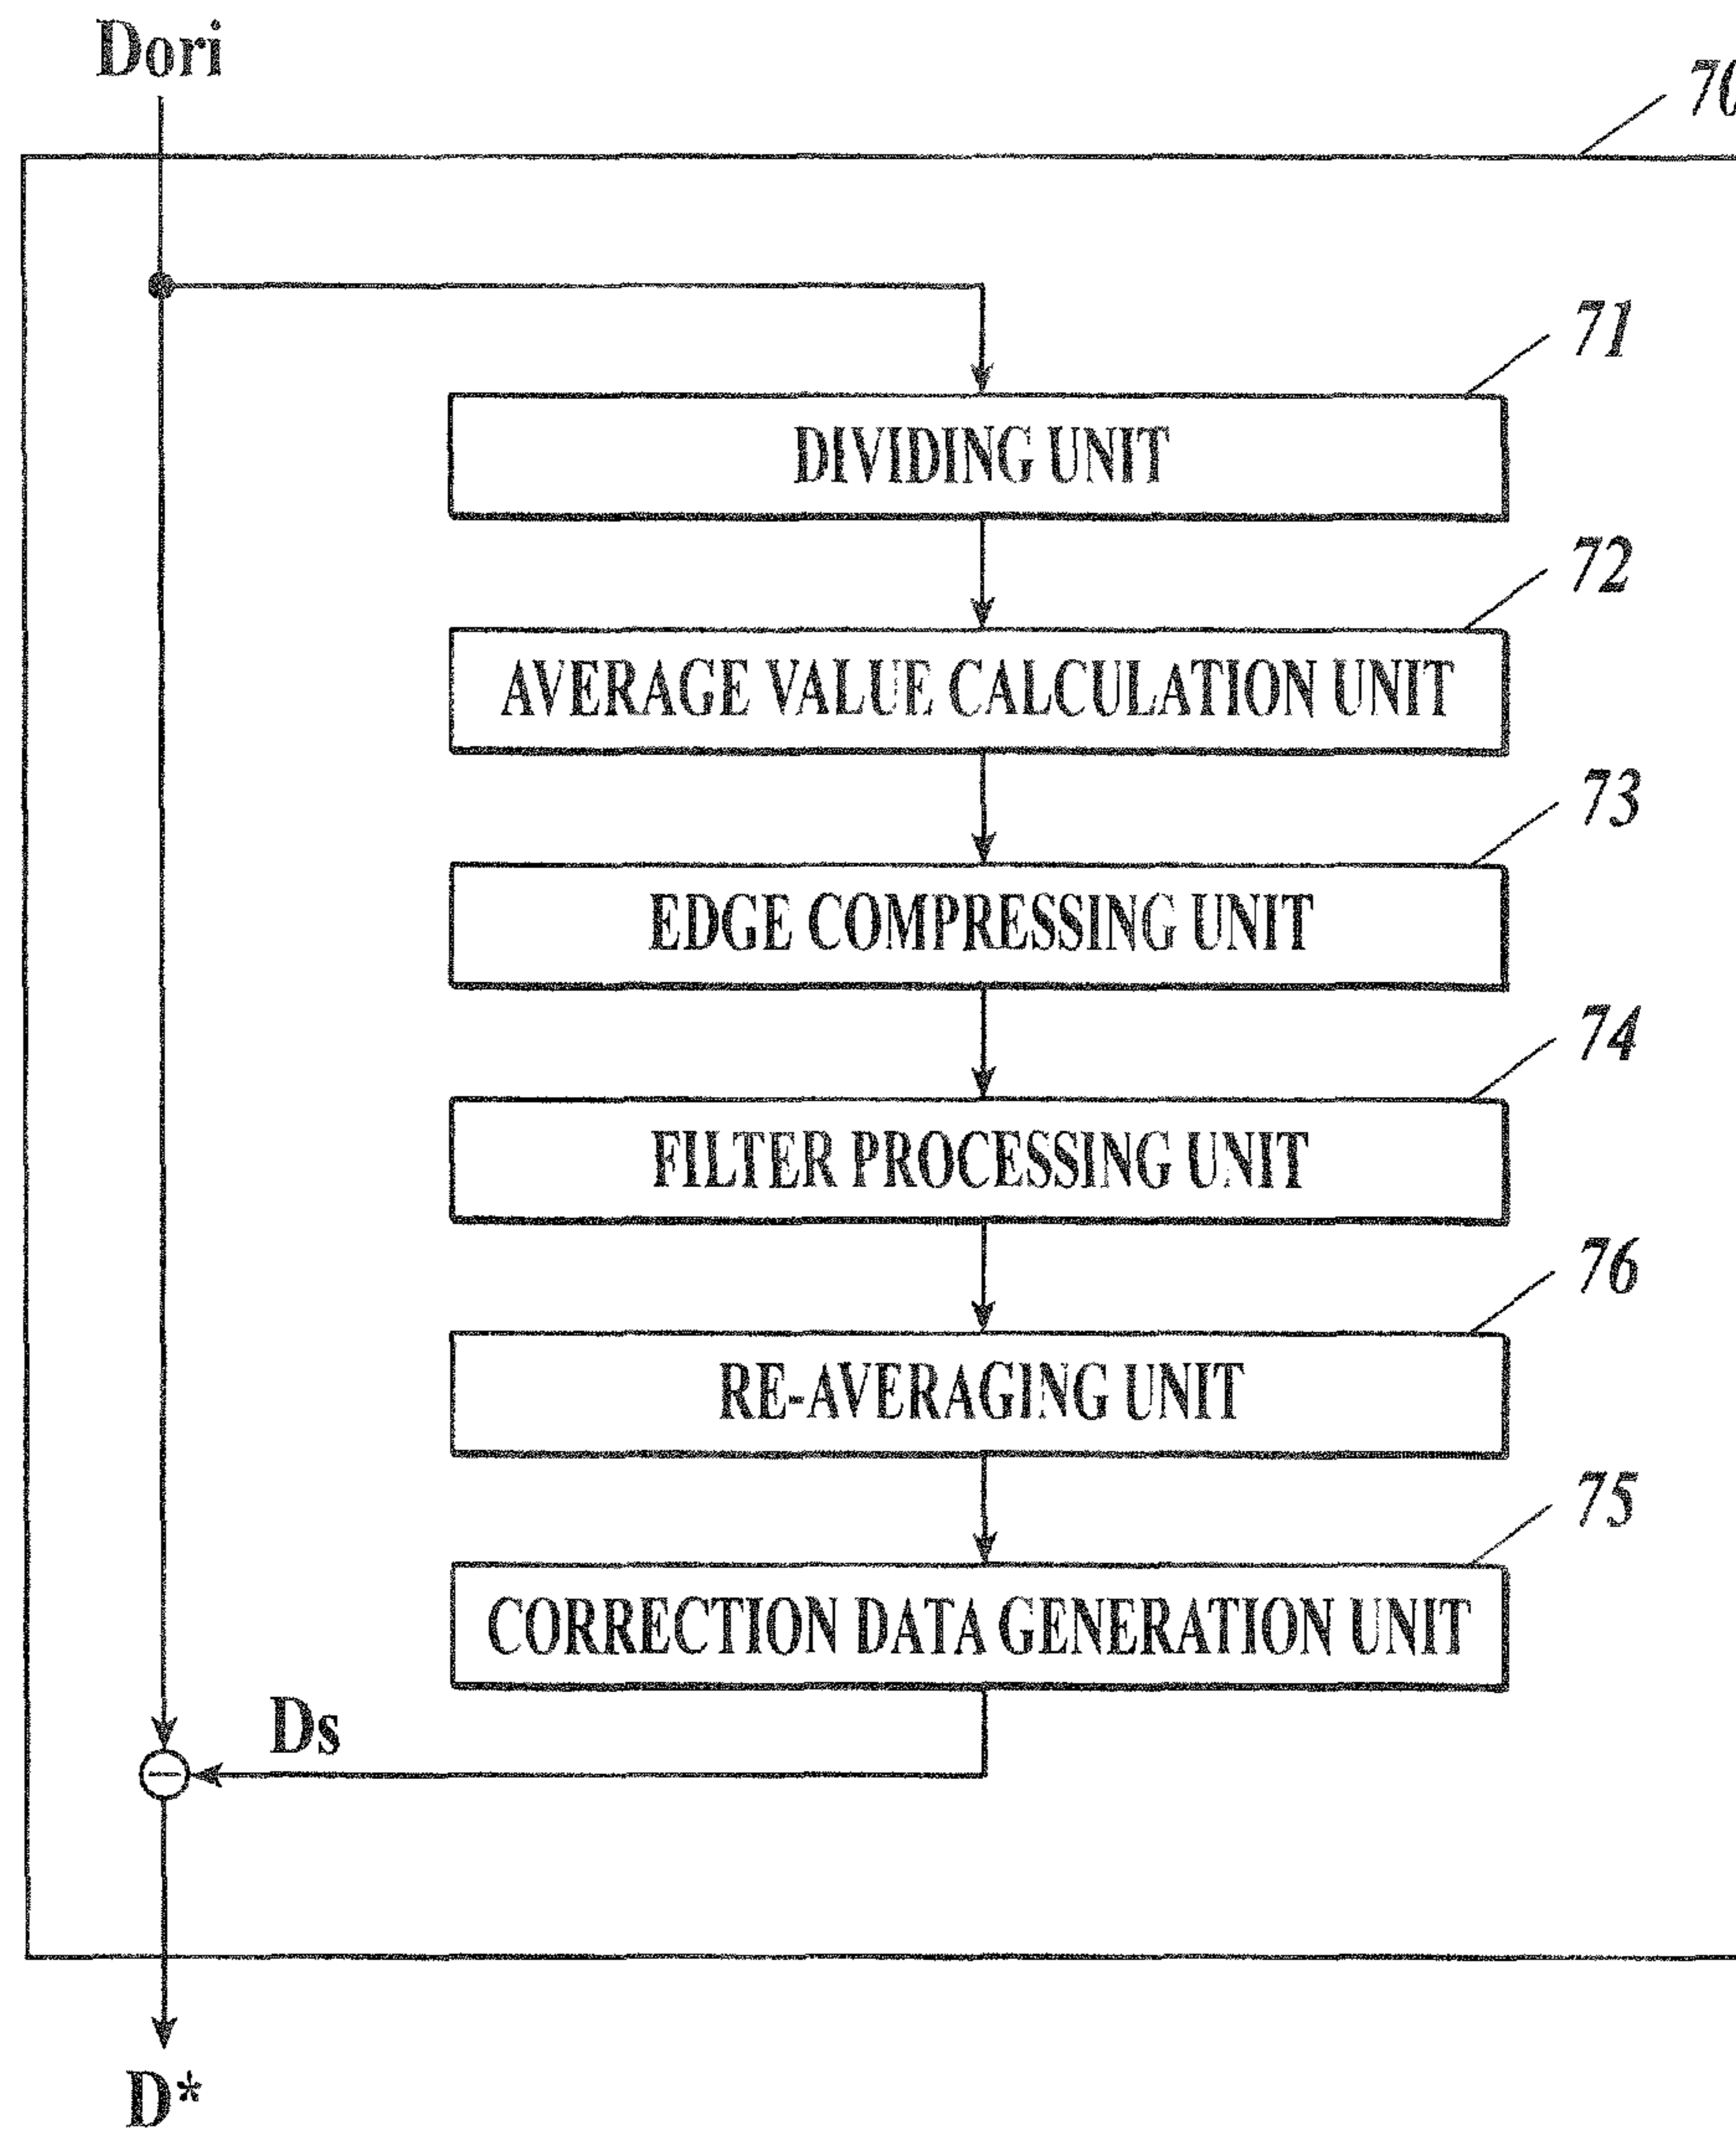 Dori
70
71
DIVIDING UNIT
72
AVERAGE VALUE CALCULATION UNIT
73
EDGE COMPRESSING UNIT
74
FILTER PROCESSING UNIT
76
RE-AVERAGING UNIT
75
CORRECTION DATA GENERATION UNIT
Ds
D*